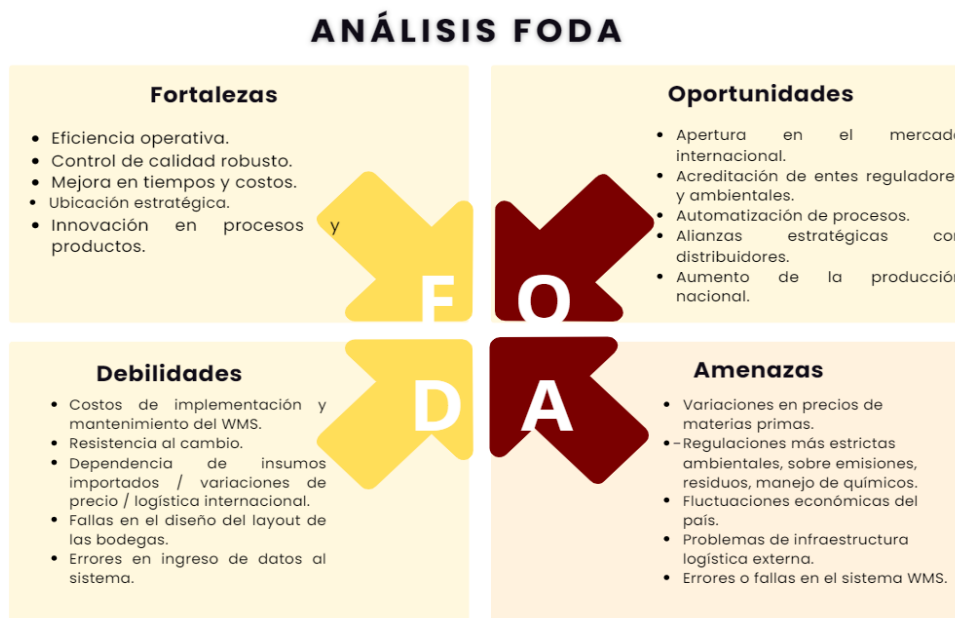 ANÁLISIS FODA
Fortalezas
• Eficiencia operativa.
• Control de calidad robusto.
• Mejora en tiempos y costos.
• Ubicación estratégica.
• Innovación en procesos y
productos.
Oportunidades
• Apertura en el mercado
internacional.
• Acreditación de entes reguladore
y ambientales.
• Automatización de procesos.
• Alianzas estratégicas con
distribuidores.
• Aumento de la producción
nacional.
F
O
D
A
Debilidades
• Costos de implementación y
mantenimiento del WMS.
• Resistencia al cambio.
• Dependencia de insumos
importados / variaciones de
precio / logística internacional.
• Fallas en el diseño del layout de
las bodegas.
• Errores en ingreso de datos al
sistema.
Amenazas
• Variaciones en precios de
materias primas.
• -Regulaciones más estrictas
ambientales, sobre emisiones,
residuos, manejo de químicos.
• Fluctuaciones económicas del
país.
• Problemas de infraestructura
logística externa.
• Errores o fallas en el sistema WMS.